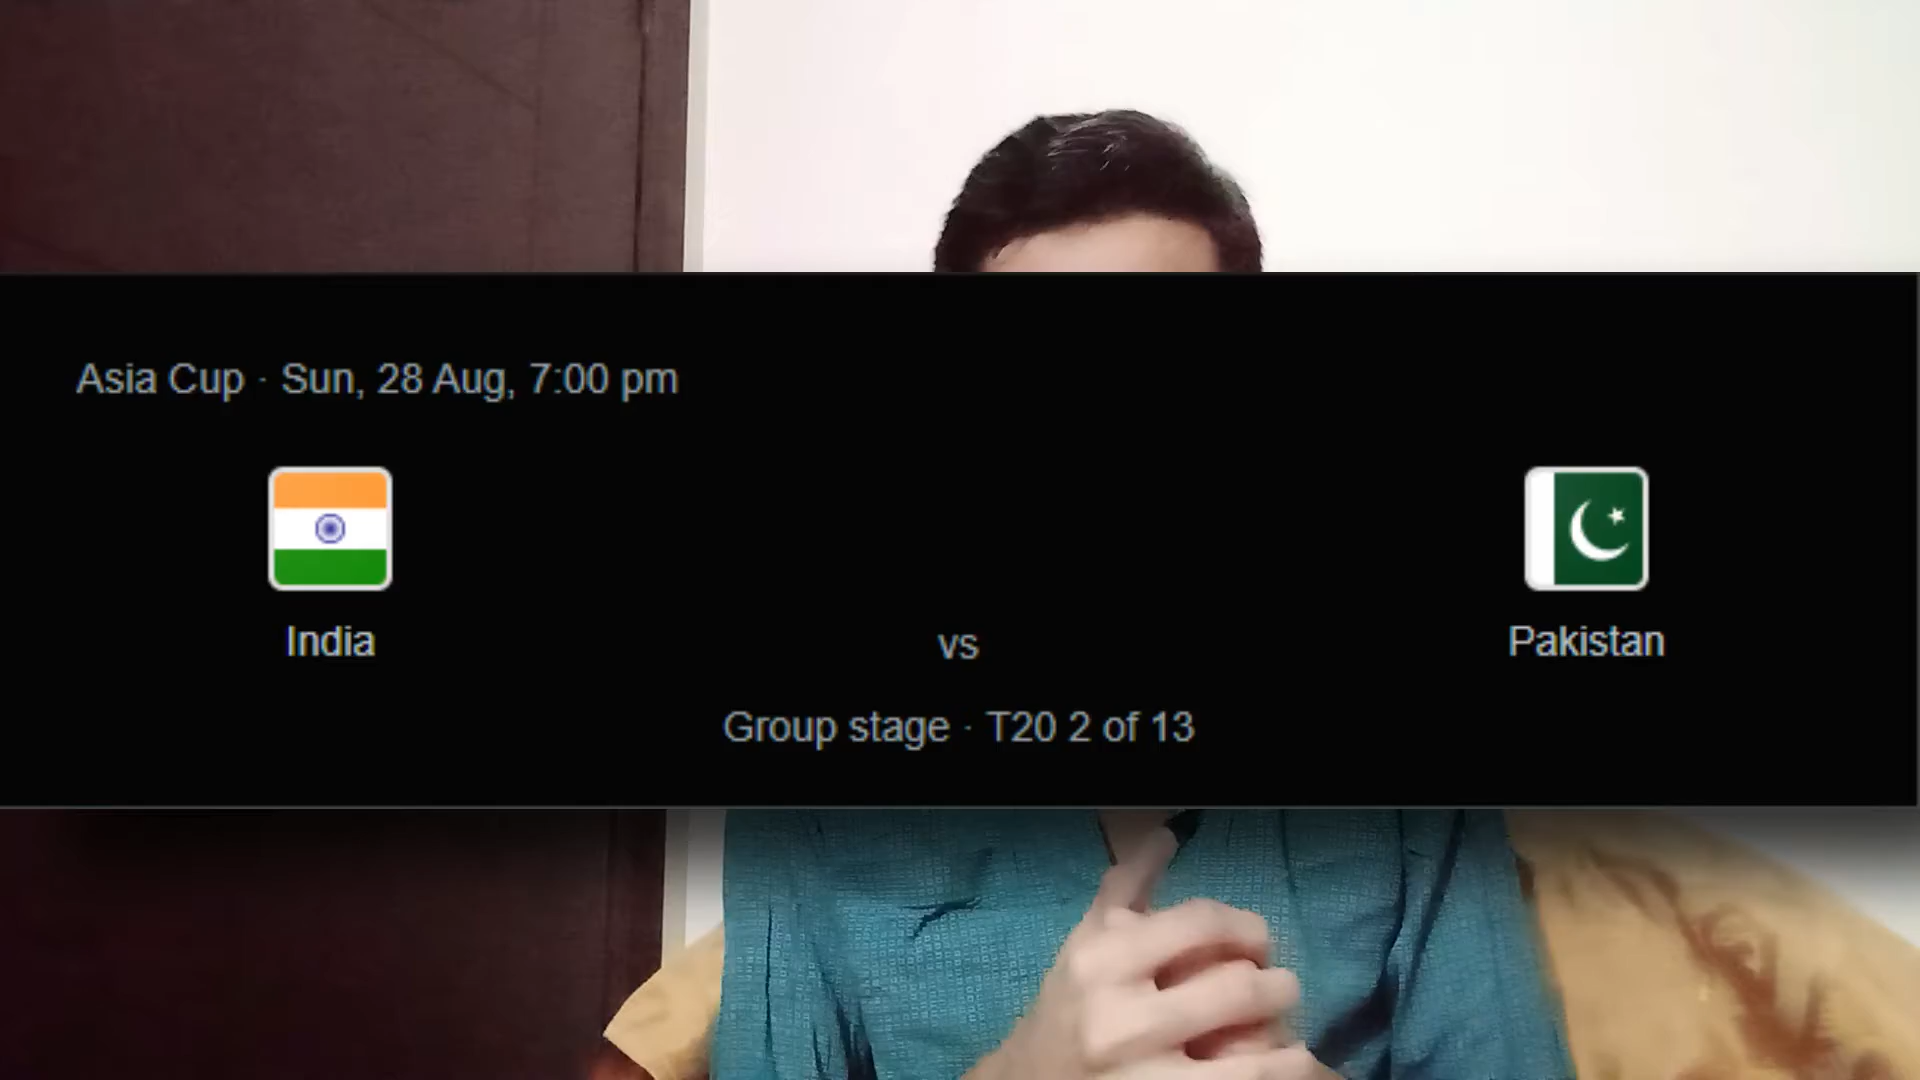 Asia Cup · Sun, 28 Aug, 7:00 pm
India
vs
Pakistan
Group stage · T20 2 of 13